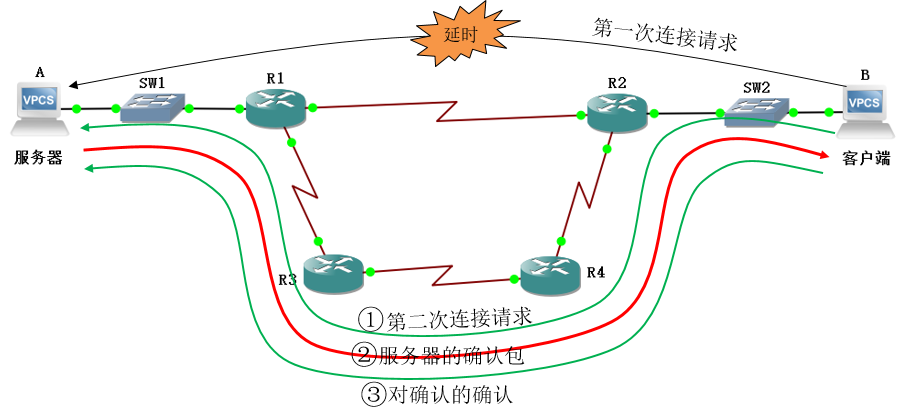 延时
第一次连接请求
A
B
SW1
R1
R2
SW2
VPCS
VPCS
服务器
客户端
R3
R4
①第二次连接请求
②服务器的确认包
③对确认的确认